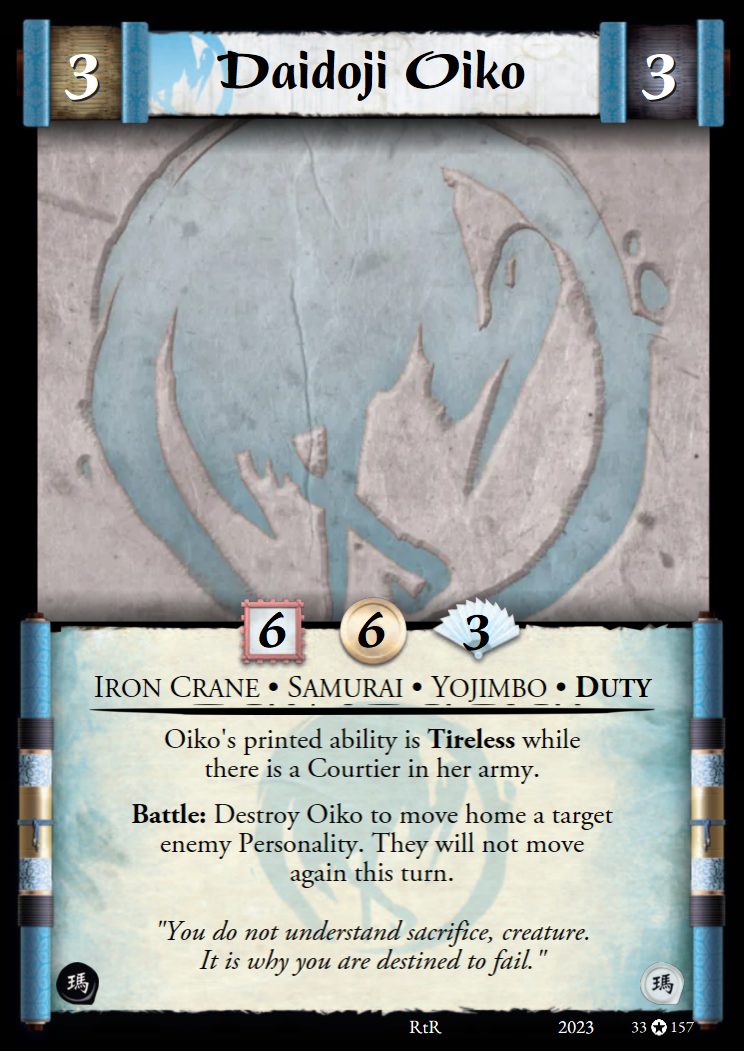 3 Daidoji Oiko 3
6 6 3
IRON CRANE • SAMURAI • YOJIMBO • DUTY
Oiko's printed ability is Tireless while
there is a Courtier in her army.
Battle: Destroy Oiko to move home a target
enemy Personality. They will not move
again this turn.
"You do not understand sacrifice, creature.
It is why you are destined to fail."
瑪 瑪
RtR 2023 33 157